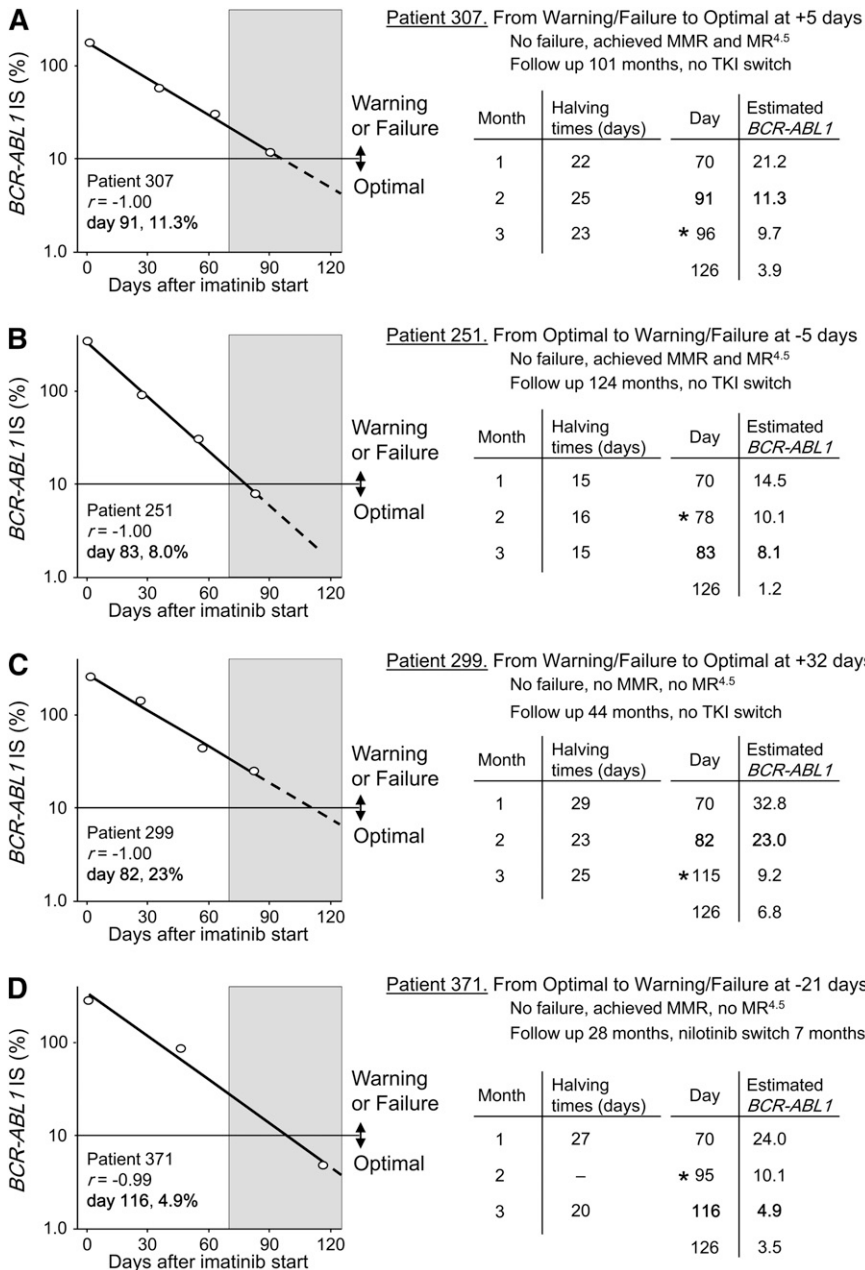 A
Patient 307. From Warning/Failure to Optimal at +5 days
No failure, achieved MMR and MR4.5
Follow up 101 months, no TKI switch
BCR-ABL1 IS (%)
100
10
1.0
Warning
or Failure
Optimal
Patient 307
r = -1.00
day 91, 11.3%
0 30 60 90 120
Days after imatinib start
Month Halving times (days) Day Estimated BCR-ABL1
1 22 70 21.2
2 25 91 11.3
3 23 * 96 9.7
126 3.9
B
Patient 251. From Optimal to Warning/Failure at -5 days
No failure, achieved MMR and MR4.5
Follow up 124 months, no TKI switch
BCR-ABL1 IS (%)
100
10
1.0
Warning
or Failure
Optimal
Patient 251
r = -1.00
day 83, 8.0%
0 30 60 90 120
Days after imatinib start
Month Halving times (days) Day Estimated BCR-ABL1
1 15 70 14.5
2 16 * 78 10.1
3 15 83 8.1
126 1.2
C
Patient 299. From Warning/Failure to Optimal at +32 days
No failure, no MMR, no MR4.5
Follow up 44 months, no TKI switch
BCR-ABL1 IS (%)
100
10
1.0
Warning
or Failure
Optimal
Patient 299
r = -1.00
day 82, 23%
0 30 60 90 120
Days after imatinib start
Month Halving times (days) Day Estimated BCR-ABL1
1 29 70 32.8
2 23 82 23.0
3 25 * 115 9.2
126 6.8
D
Patient 371. From Optimal to Warning/Failure at -21 days
No failure, achieved MMR, no MR4.5
Follow up 28 months, nilotinib switch 7 months
BCR-ABL1 IS (%)
100
10
1.0
Warning
or Failure
Optimal
Patient 371
r = -0.99
day 116, 4.9%
0 30 60 90 120
Days after imatinib start
Month Halving times (days) Day Estimated BCR-ABL1
1 27 70 24.0
2 – * 95 10.1
3 20 116 4.9
126 3.5